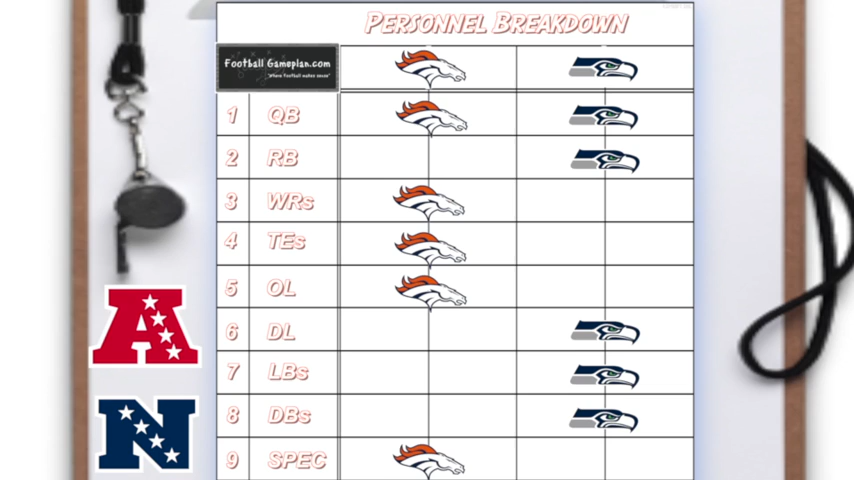 PERSONNEL BREAKDOWN
Football Gameplan.com
"Where Football makes sense"
1 QB
2 RB
3 WRs
4 TEs
5 OL
6 DL
7 LBs
8 DBs
9 SPEC
A
N